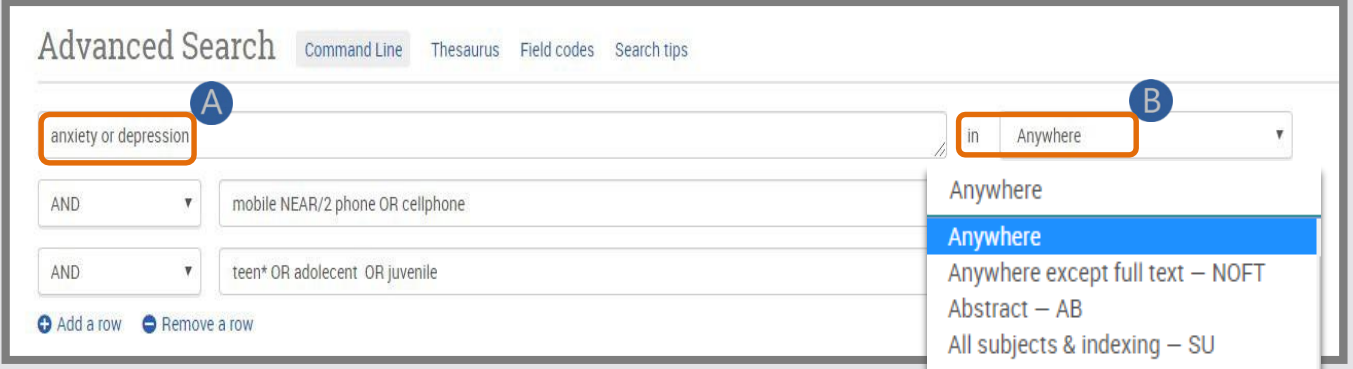 Advanced Search Command Line Thesaurus Field codes Search tips
A B
anxiety or depression in Anywhere
AND mobile NEAR/2 phone OR cellphone
Anywhere
Anywhere
AND teen* OR adolecent OR juvenile
Anywhere except full text – NOFT
Abstract – AB
Add a row Remove a row
All subjects & indexing – SU